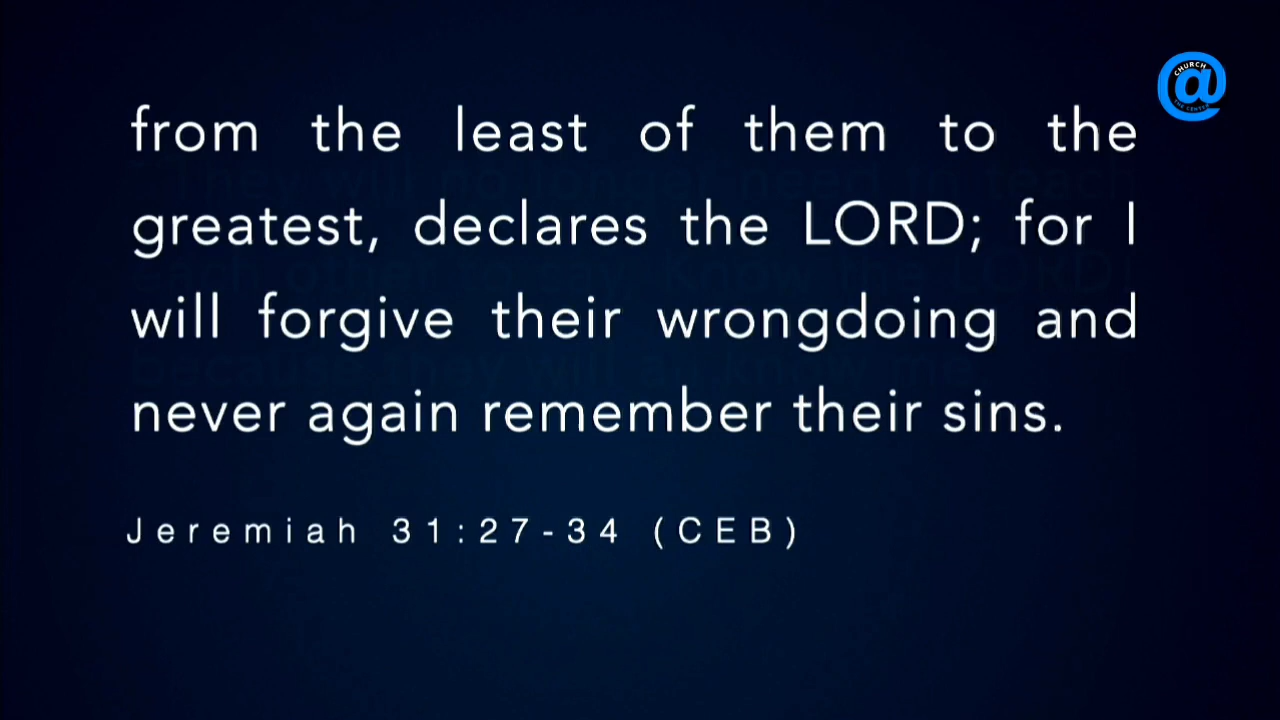 CHURCH
@
from the least of them to the
greatest, declares the LORD; for I
will forgive their wrongdoing and
never again remember their sins.
Jeremiah 31:27-34 (CEB)